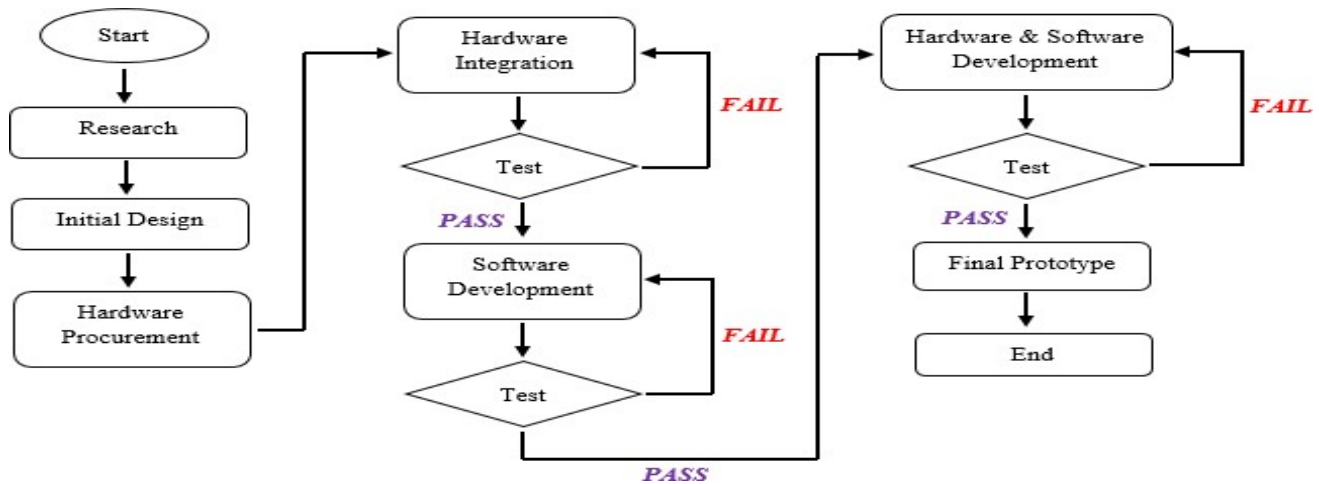 Start
Research
Initial Design
Hardware
Procurement
Hardware
Integration
FAIL
Test
PASS
Software
Development
FAIL
Test
PASS
Hardware & Software
Development
FAIL
Test
PASS
Final Prototype
End